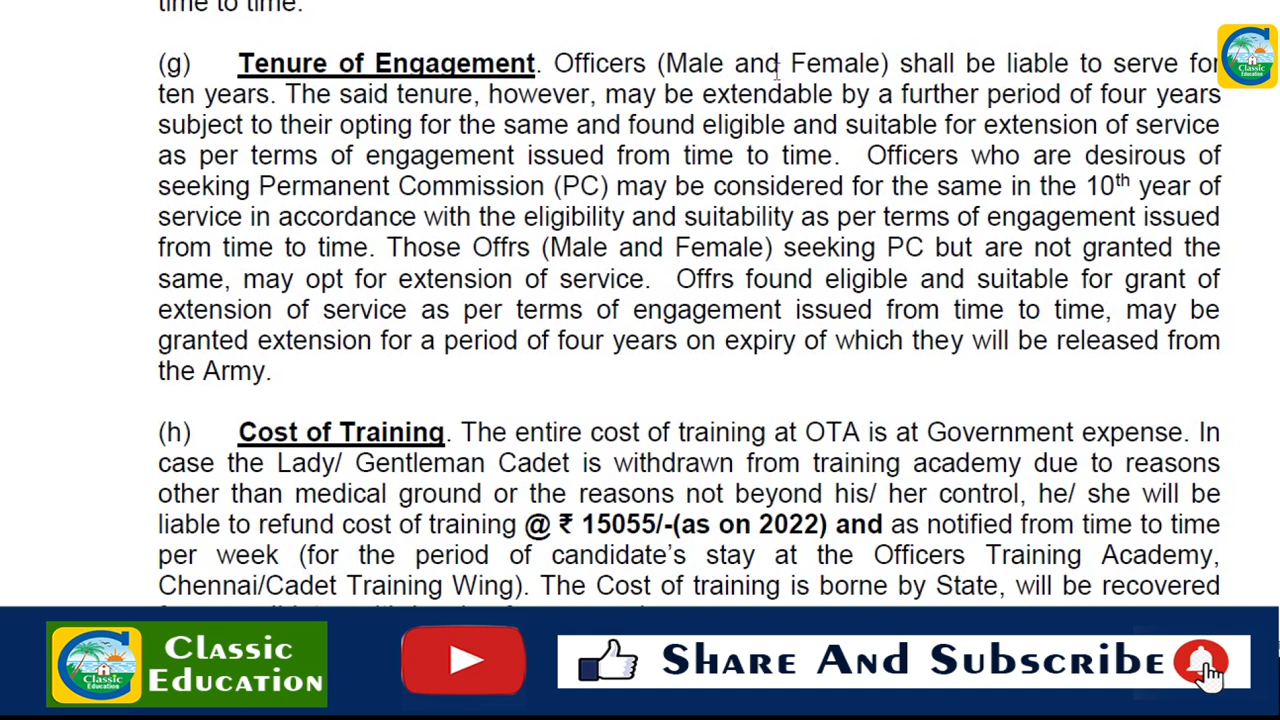 time to time.
(g) Tenure of Engagement. Officers (Male and Female) shall be liable to serve for
ten years. The said tenure, however, may be extendable by a further period of four years
subject to their opting for the same and found eligible and suitable for extension of service
as per terms of engagement issued from time to time. Officers who are desirous of
seeking Permanent Commission (PC) may be considered for the same in the 10th year of
service in accordance with the eligibility and suitability as per terms of engagement issued
from time to time. Those Offrs (Male and Female) seeking PC but are not granted the
same, may opt for extension of service. Offrs found eligible and suitable for grant of
extension of service as per terms of engagement issued from time to time, may be
granted extension for a period of four years on expiry of which they will be released from
the Army.
(h) Cost of Training. The entire cost of training at OTA is at Government expense. In
case the Lady/ Gentleman Cadet is withdrawn from training academy due to reasons
other than medical ground or the reasons not beyond his/ her control, he/ she will be
liable to refund cost of training @ ₹ 15055/-(as on 2022) and as notified from time to time
per week (for the period of candidate's stay at the Officers Training Academy,
Chennai/Cadet Training Wing). The Cost of training is borne by State, will be recovered
Classic
Education
Classic
Education
Classic
Education
Share And Subscribe